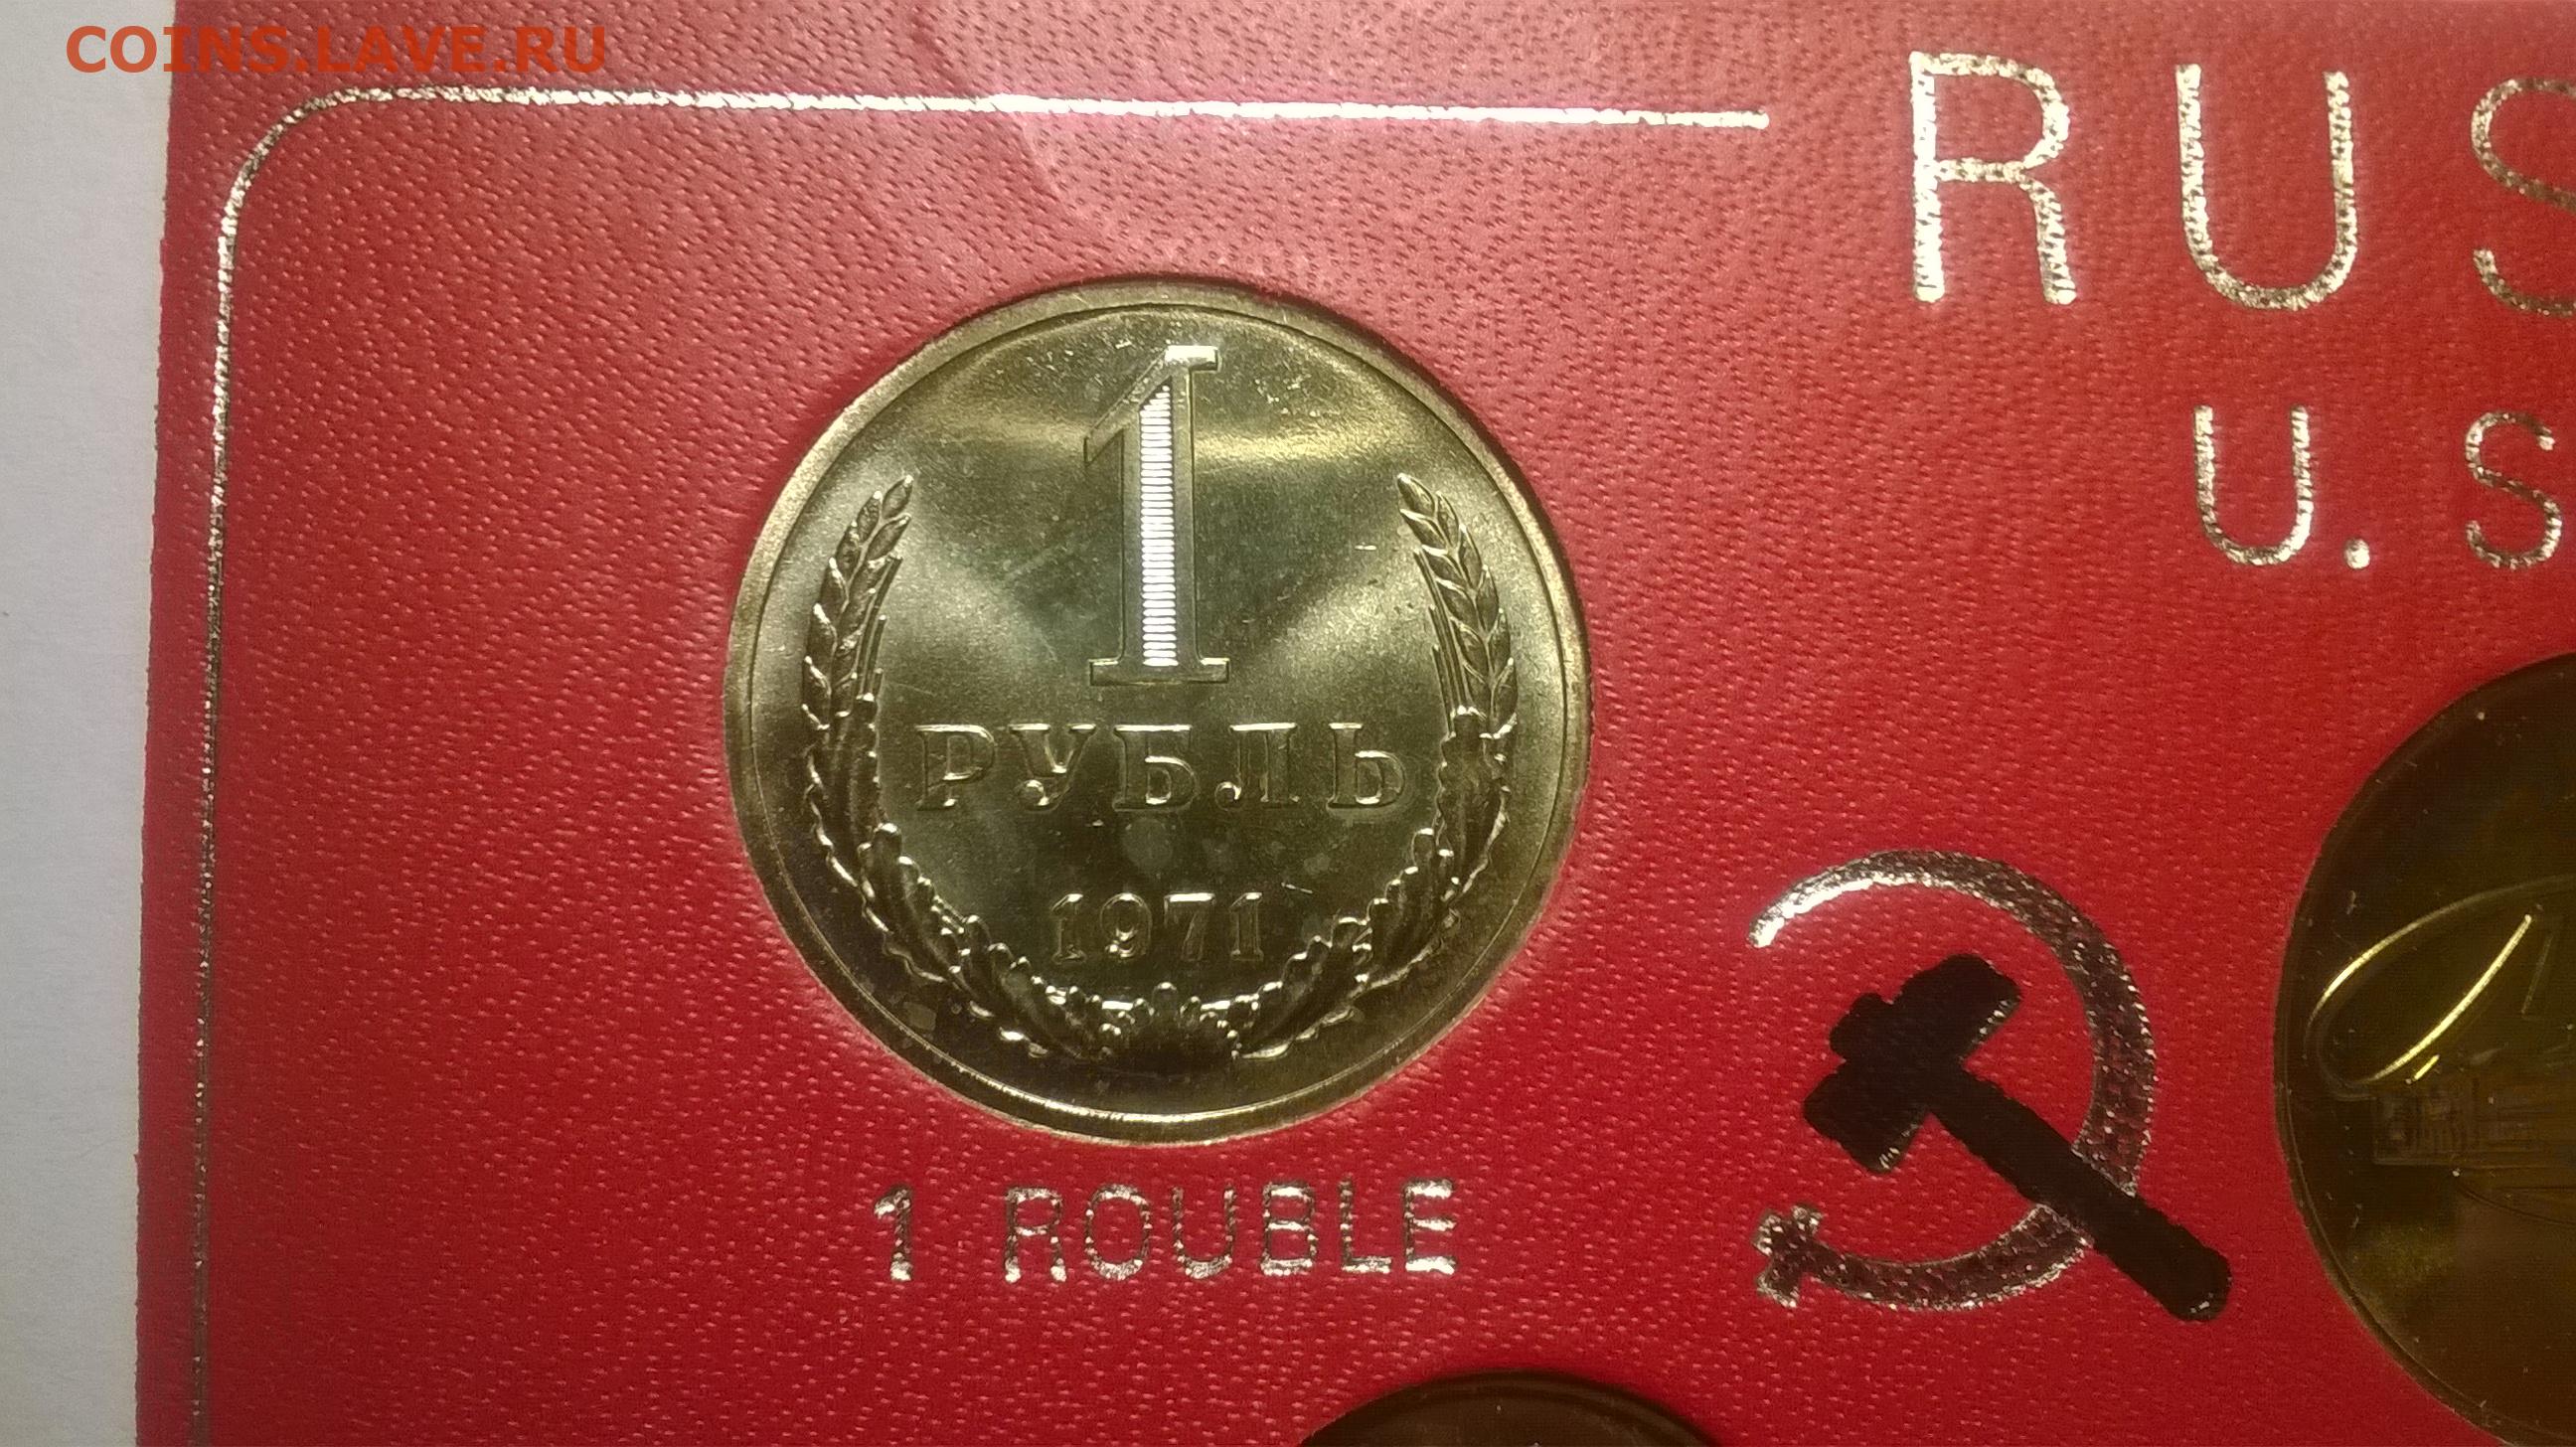 COINS.LAVE.RU
RUS
U.S
1
РУБЛЬ
1971
1 ROUBLE